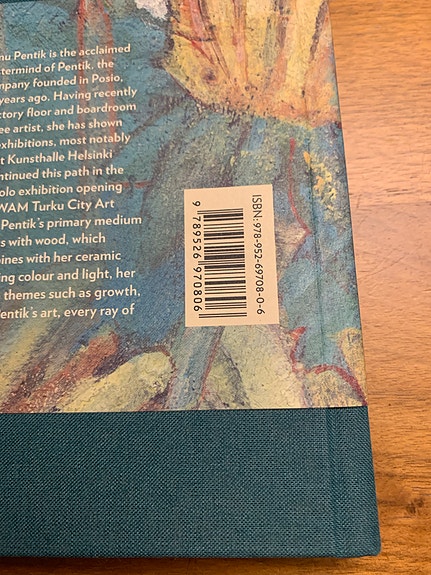 nu Pentik is the acclaimed
stermind of Pentik, the
mpany founded in Posio,
years ago. Having recently
ctory floor and boardroom
ee artist, she has shown
exhibitions, most notably
t Kunsthalle Helsinki
ntinued this path in the
olo exhibition opening
WAM Turku City Art
Pentik's primary medium
s with wood, which
bines with her ceramic
ing colour and light, her
themes such as growth,
entik's art, every ray of
ISBN: 978-952-69708-0-6
9 789526 970806